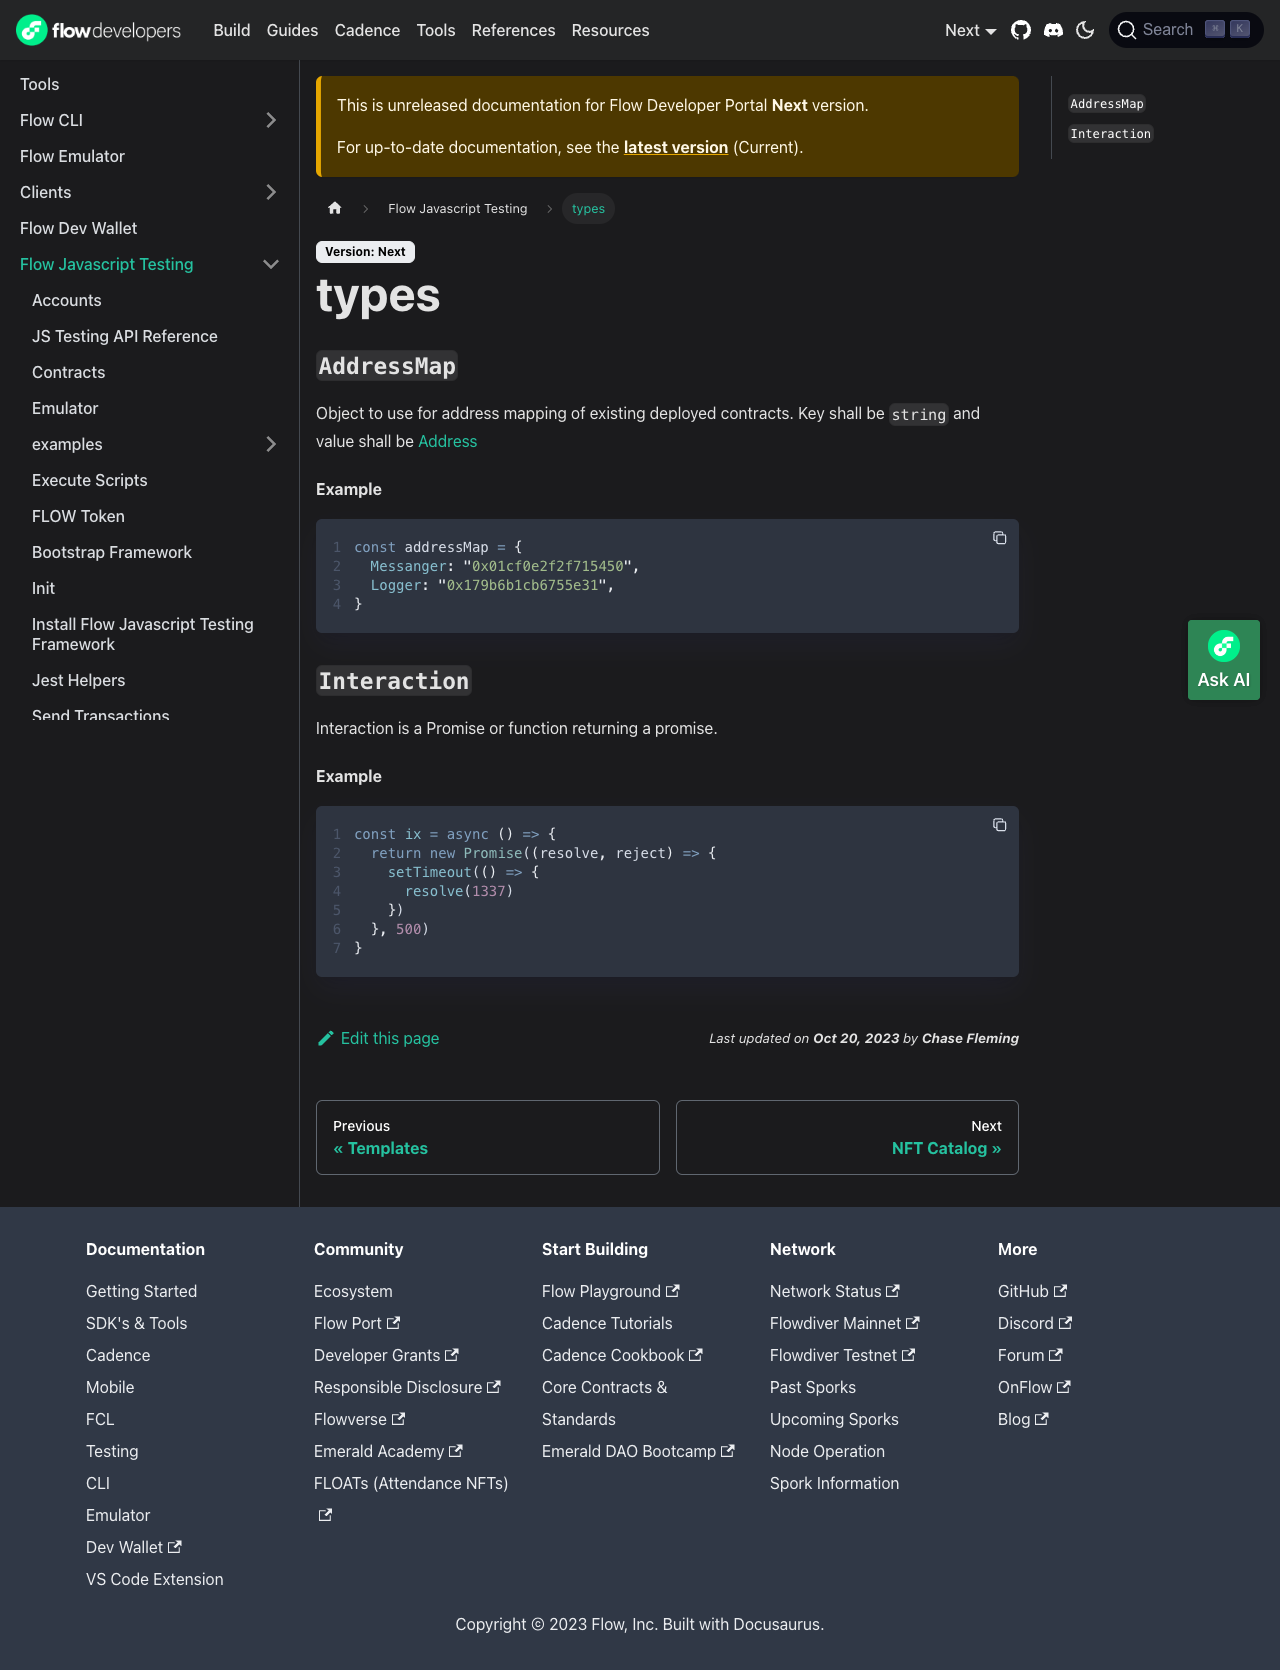 flowdevelopers Build Guides Cadence Tools References Resources Next Search ⌘ K
Tools
Flow CLI
Flow Emulator
Clients
Flow Dev Wallet
Flow Javascript Testing
Accounts
JS Testing API Reference
Contracts
Emulator
examples
Execute Scripts
FLOW Token
Bootstrap Framework
Init
Install Flow Javascript Testing
Framework
Jest Helpers
Send Transactions
This is unreleased documentation for Flow Developer Portal Next version.
For up-to-date documentation, see the latest version (Current).
Flow Javascript Testing types
Version: Next
types
AddressMap
Object to use for address mapping of existing deployed contracts. Key shall be string and
value shall be Address
Example
1 const addressMap = {
2   Messanger: "0x01cf0e2f2f715450",
3   Logger: "0x179b6b1cb6755e31",
4 }
Interaction
Interaction is a Promise or function returning a promise.
Example
1 const ix = async () => {
2   return new Promise((resolve, reject) => {
3     setTimeout(() => {
4       resolve(1337)
5     })
6   }, 500)
7 }
Edit this page
Last updated on Oct 20, 2023 by Chase Fleming
Previous
« Templates
Next
NFT Catalog »
AddressMap
Interaction
Ask AI
Documentation
Getting Started
SDK's & Tools
Cadence
Mobile
FCL
Testing
CLI
Emulator
Dev Wallet
VS Code Extension
Community
Ecosystem
Flow Port
Developer Grants
Responsible Disclosure
Flowverse
Emerald Academy
FLOATs (Attendance NFTs)
Start Building
Flow Playground
Cadence Tutorials
Cadence Cookbook
Core Contracts &
Standards
Emerald DAO Bootcamp
Network
Network Status
Flowdiver Mainnet
Flowdiver Testnet
Past Sporks
Upcoming Sporks
Node Operation
Spork Information
More
GitHub
Discord
Forum
OnFlow
Blog
Copyright © 2023 Flow, Inc. Built with Docusaurus.